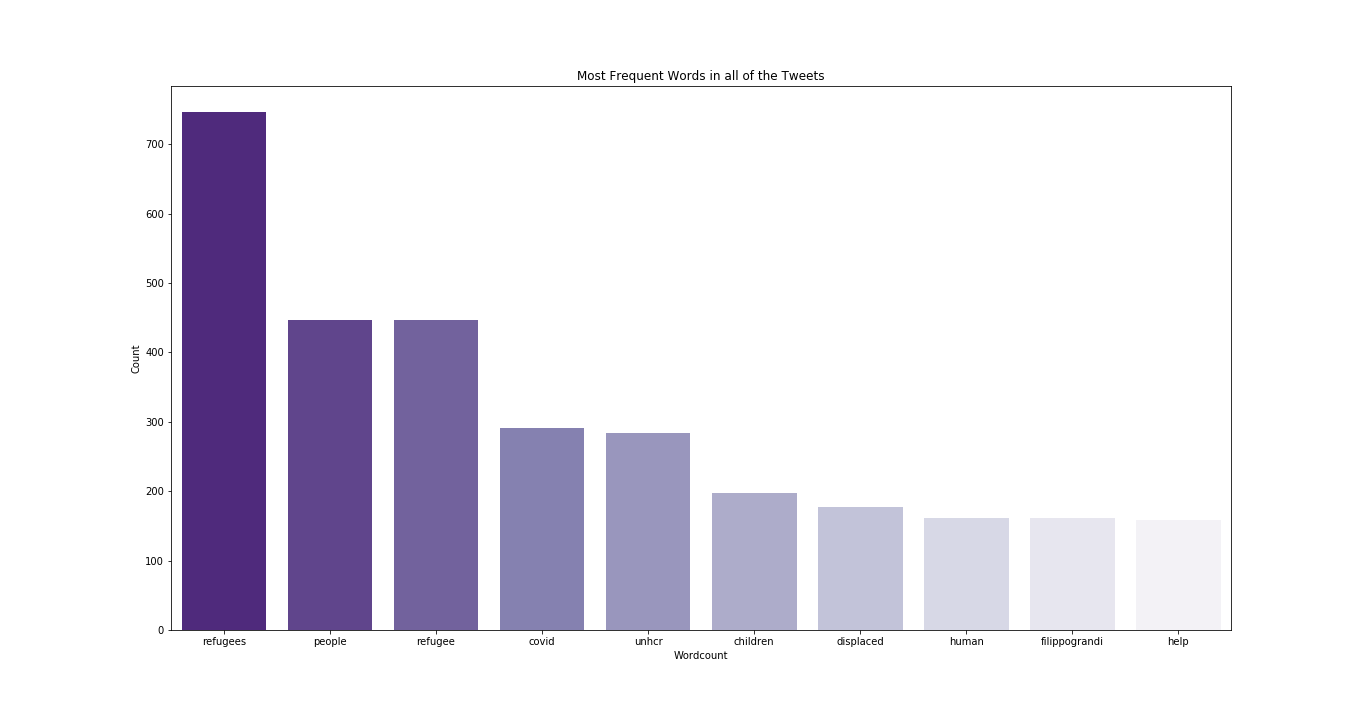 Most Frequent Words in all of the Tweets
700
600
500
400
300
200
100
0
Count
refugees people refugee covid unhcr children displaced human filippograndi help
Wordcount